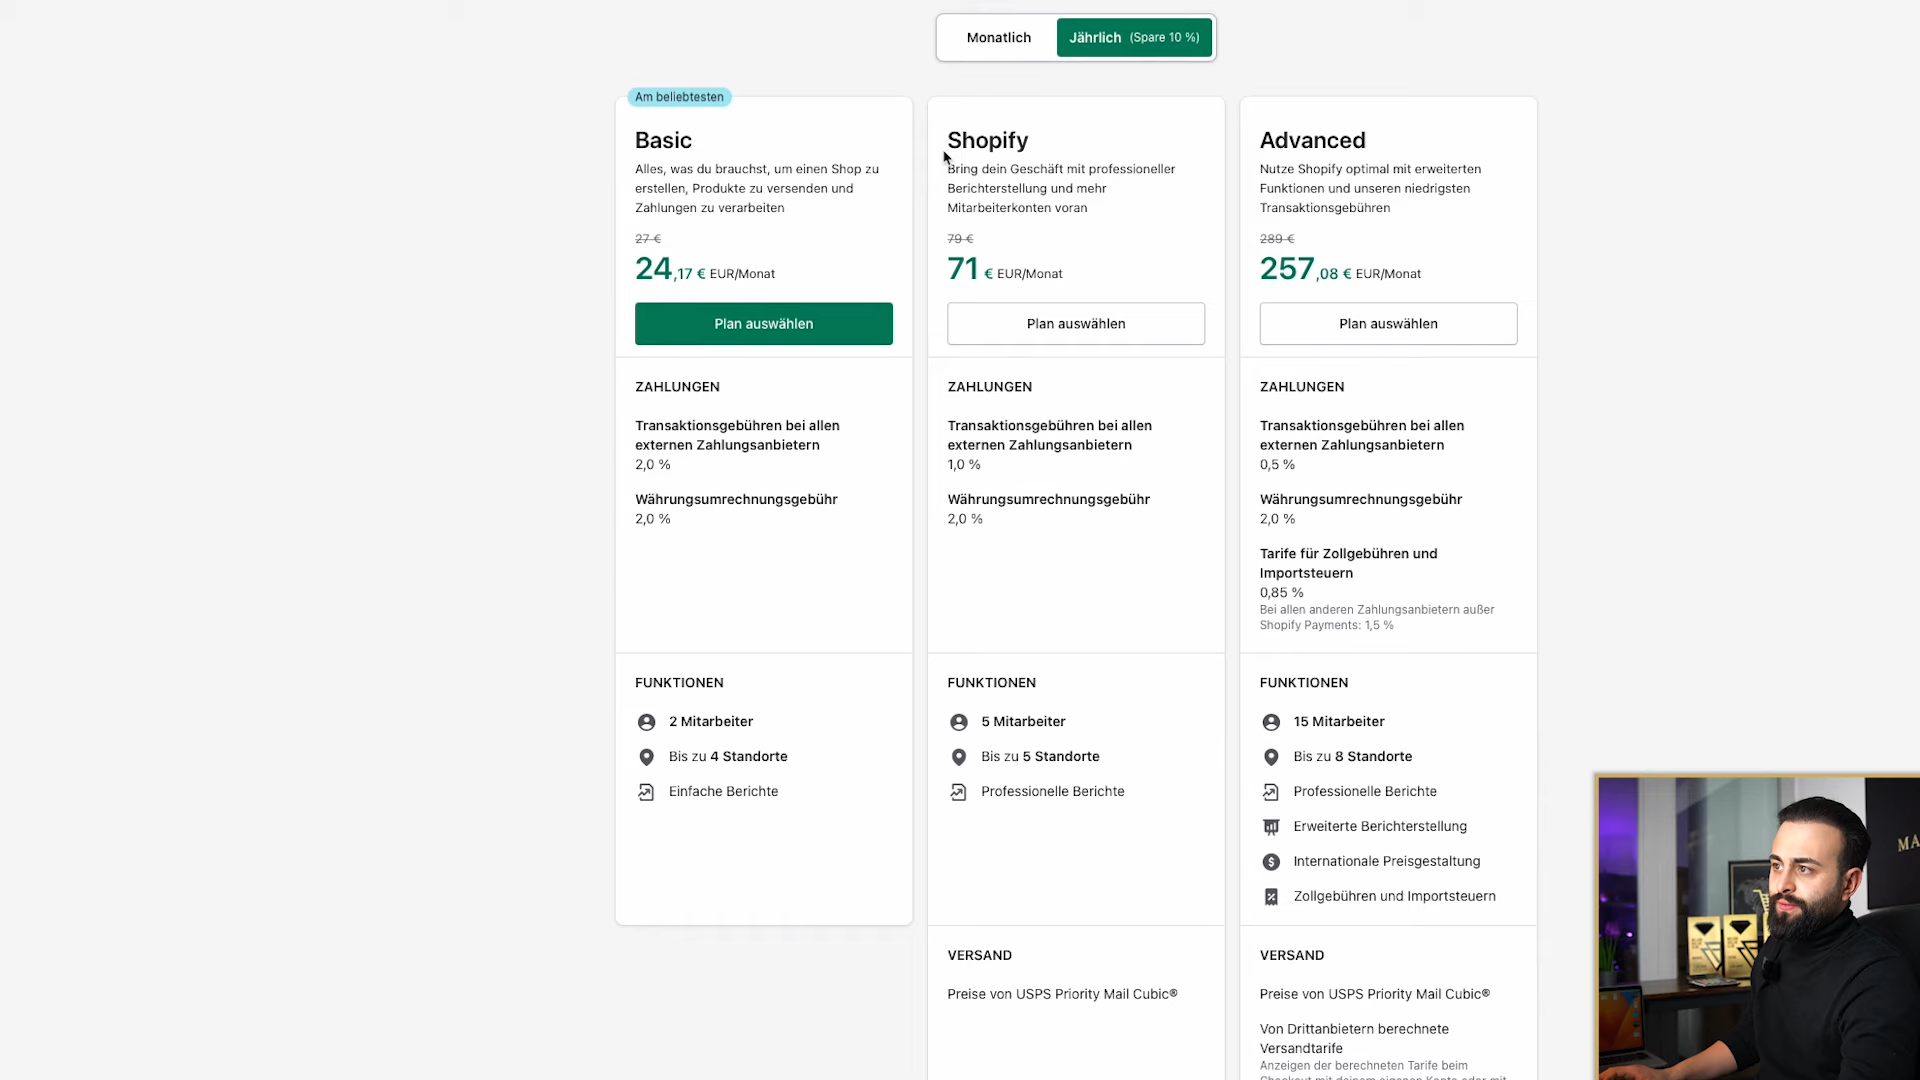 Monatlich
Jährlich (Spare 10 %)
Am beliebtesten
Basic
Alles, was du brauchst, um einen Shop zu
erstellen, Produkte zu versenden und
Zahlungen zu verarbeiten
27 €
24,17 € EUR/Monat
Plan auswählen
ZAHLUNGEN
Transaktionsgebühren bei allen
externen Zahlungsanbietern
2,0 %
Währungsumrechnungsgebühr
2,0 %
FUNKTIONEN
2 Mitarbeiter
Bis zu 4 Standorte
Einfache Berichte
Shopify
Bring dein Geschäft mit professioneller
Berichterstellung und mehr
Mitarbeiterkonten voran
79 €
71 € EUR/Monat
Plan auswählen
ZAHLUNGEN
Transaktionsgebühren bei allen
externen Zahlungsanbietern
1,0 %
Währungsumrechnungsgebühr
2,0 %
FUNKTIONEN
5 Mitarbeiter
Bis zu 5 Standorte
Professionelle Berichte
VERSAND
Preise von USPS Priority Mail Cubic®
Advanced
Nutze Shopify optimal mit erweiterten
Funktionen und unseren niedrigsten
Transaktionsgebühren
289 €
257,08 € EUR/Monat
Plan auswählen
ZAHLUNGEN
Transaktionsgebühren bei allen
externen Zahlungsanbietern
0,5 %
Währungsumrechnungsgebühr
2,0 %
Tarife für Zollgebühren und
Importsteuern
0,85 %
Bei allen anderen Zahlungsanbietern außer
Shopify Payments: 1,5 %
FUNKTIONEN
15 Mitarbeiter
Bis zu 8 Standorte
Professionelle Berichte
Erweiterte Berichterstellung
Internationale Preisgestaltung
Zollgebühren und Importsteuern
VERSAND
Preise von USPS Priority Mail Cubic®
Von Drittanbietern berechnete
Versandtarife
Anzeigen der berechneten Tarife beim
Checkout mit deinem eigenen Konto oder mit
MA